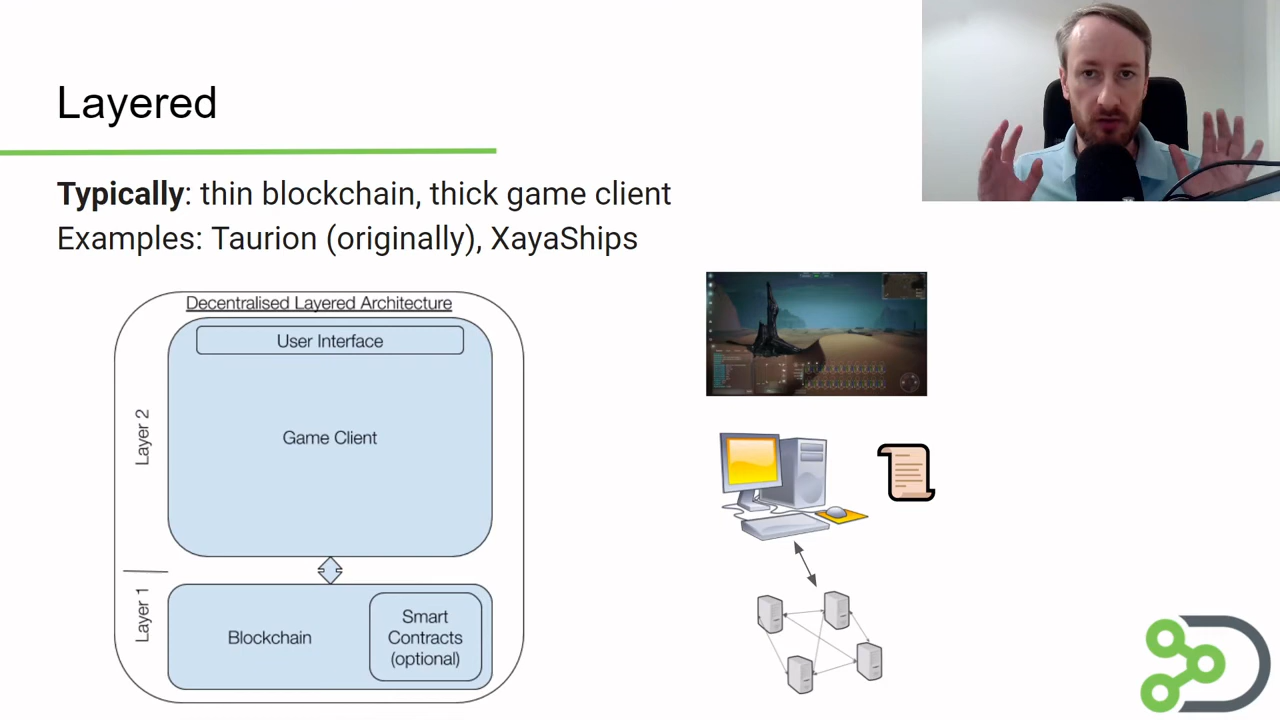 Layered
Typically: thin blockchain, thick game client
Examples: Taurion (originally), XayaShips
Decentralised Layered Architecture
User Interface
Game Client
Layer 2
Layer 1
Blockchain
Smart
Contracts
(optional)